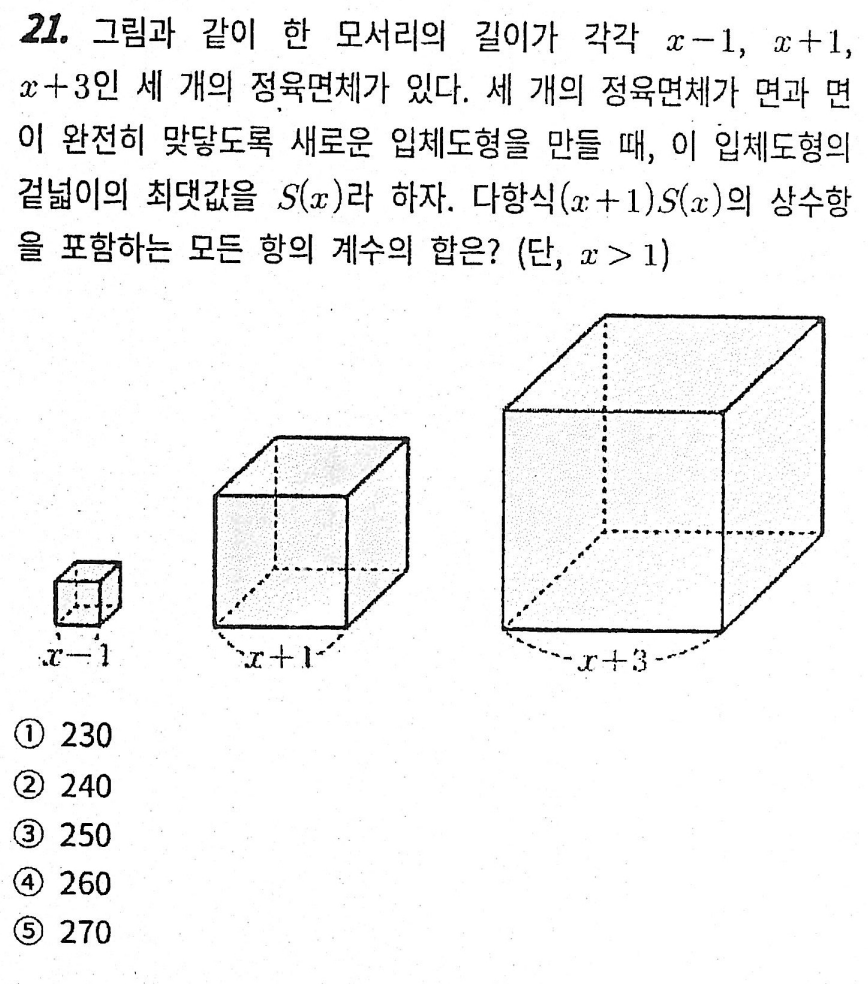 21. 그림과 같이 한 모서리의 길이가 각각 x-1, x+1,
x+3인 세 개의 정육면체가 있다. 세 개의 정육면체가 면과 면
이 완전히 맞닿도록 새로운 입체도형을 만들 때, 이 입체도형의
겉넓이의 최댓값을 S(x)라 하자. 다항식(x+1)S(x)의 상수항
을 포함하는 모든 항의 계수의 합은? (단, x > 1)
x-1
x+1
x+3
① 230
② 240
③ 250
④ 260
⑤ 270